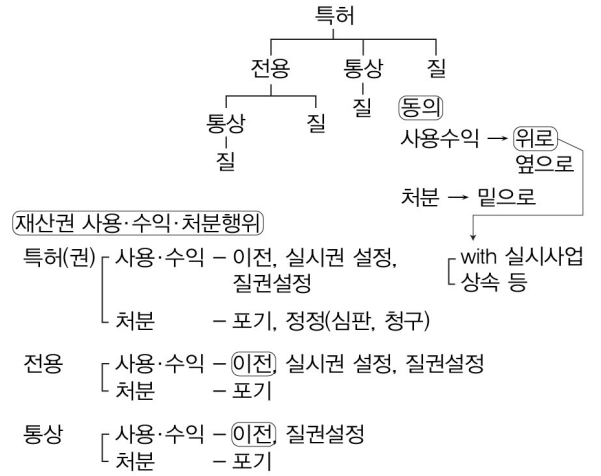 특허
전용 통상 질
통상 질 질 동의
질
사용수익 → 위로
옆으로
처분 → 밑으로
with 실시사업
상속 등
재산권 사용·수익·처분행위
특허(권) 사용·수익 - 이전, 실시권 설정,
질권설정
처분 - 포기, 정정(심판, 청구)
전용 사용·수익 - 이전, 실시권 설정, 질권설정
처분 - 포기
통상 사용·수익 - 이전, 질권설정
처분 - 포기